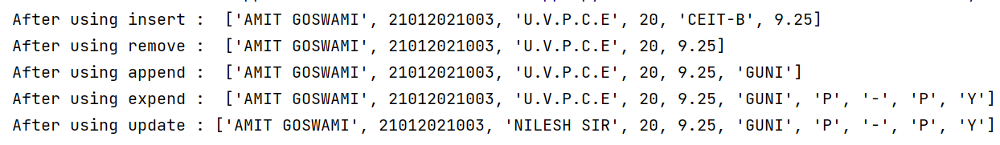 After using insert :  ['AMIT GOSWAMI', 21012021003, 'U.V.P.C.E', 20, 'CEIT-B', 9.25]
After using remove :  ['AMIT GOSWAMI', 21012021003, 'U.V.P.C.E', 20, 9.25]
After using append :  ['AMIT GOSWAMI', 21012021003, 'U.V.P.C.E', 20, 9.25, 'GUNI']
After using expend :  ['AMIT GOSWAMI', 21012021003, 'U.V.P.C.E', 20, 9.25, 'GUNI', 'P', '-', 'P', 'Y']
After using update : ['AMIT GOSWAMI', 21012021003, 'NILESH SIR', 20, 9.25, 'GUNI', 'P', '-', 'P', 'Y']